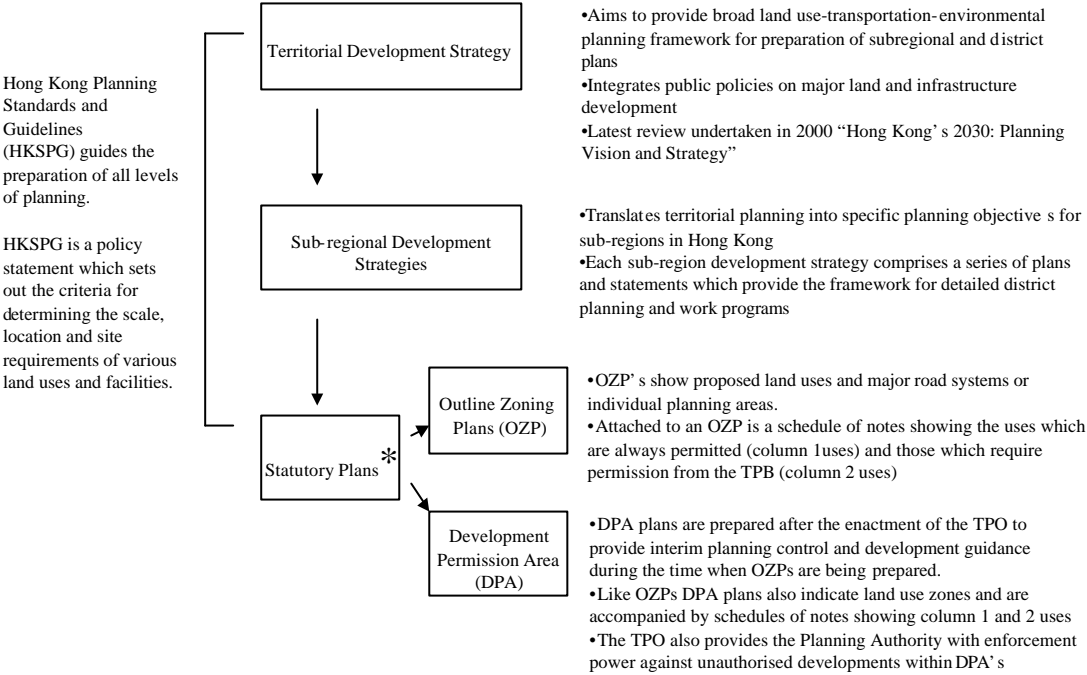 Hong Kong Planning
Standards and
Guidelines
(HKSPG) guides the
preparation of all levels
of planning.
HKSPG is a policy
statement which sets
out the criteria for
determining the scale,
location and site
requirements of various
land uses and facilities.
Territorial Development Strategy
•Aims to provide broad land use-transportation-environmental
planning framework for preparation of subregional and district
plans
•Integrates public policies on major land and infrastructure
development
•Latest review undertaken in 2000 “Hong Kong’s 2030: Planning
Vision and Strategy”
Sub-regional Development
Strategies
•Translates territorial planning into specific planning objective s for
sub-regions in Hong Kong
•Each sub-region development strategy comprises a series of plans
and statements which provide the framework for detailed district
planning and work programs
Statutory Plans *
Outline Zoning
Plans (OZP)
•OZP’s show proposed land uses and major road systems or
individual planning areas.
•Attached to an OZP is a schedule of notes showing the uses which
are always permitted (column 1uses) and those which require
permission from the TPB (column 2 uses)
Development
Permission Area
(DPA)
•DPA plans are prepared after the enactment of the TPO to
provide interim planning control and development guidance
during the time when OZPs are being prepared.
•Like OZPs DPA plans also indicate land use zones and are
accompanied by schedules of notes showing column 1 and 2 uses
•The TPO also provides the Planning Authority with enforcement
power against unauthorised developments within DPA’s